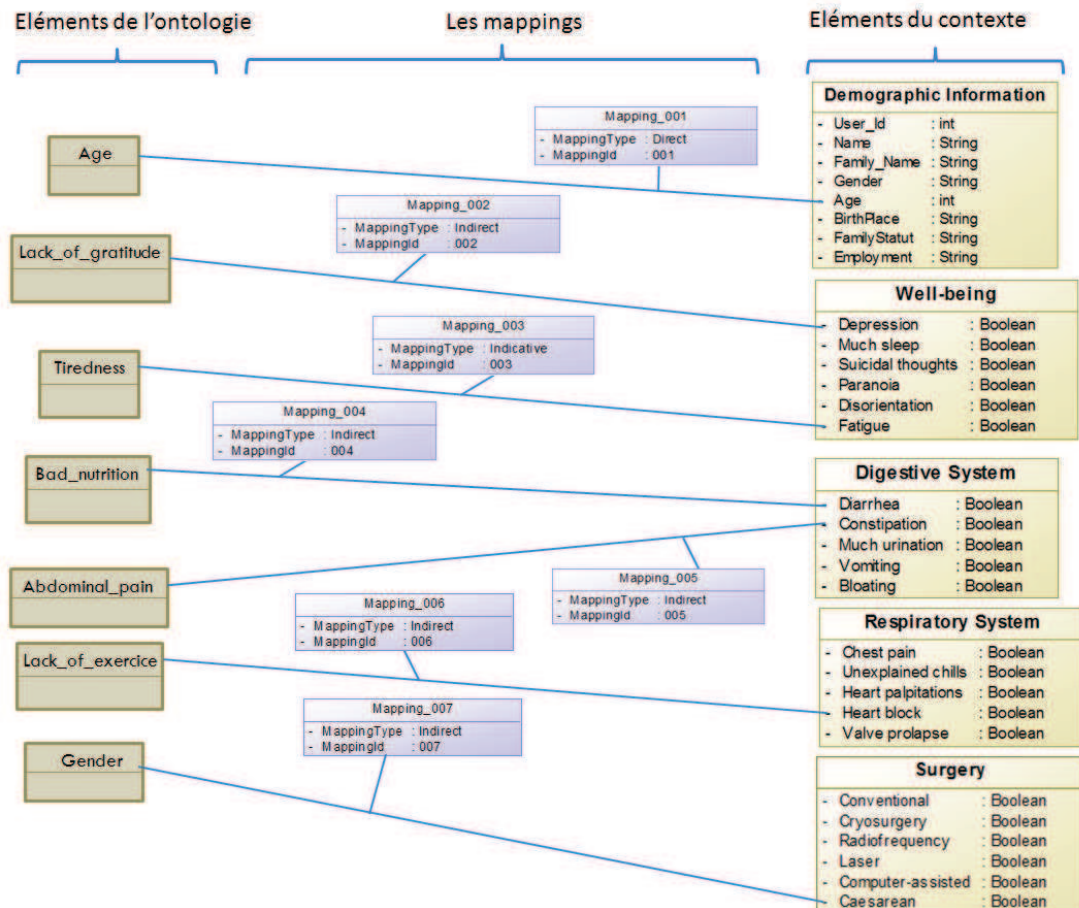 Eléments de l'ontologie
Les mappings
Eléments du contexte
Age
Lack_of_gratitude
Tiredness
Bad_nutrition
Abdominal_pain
Lack_of_exercice
Gender
Mapping_001
- MappingType : Direct
- MappingId : 001
Mapping_002
- MappingType : Indirect
- MappingId : 002
Mapping_003
- MappingType : Indicative
- MappingId : 003
Mapping_004
- MappingType : Indirect
- MappingId : 004
Mapping_005
- MappingType : Indirect
- MappingId : 005
Mapping_006
- MappingType : Indirect
- MappingId : 006
Mapping_007
- MappingType : Indirect
- MappingId : 007
Demographic Information
- User_Id : int
- Name : String
- Family_Name : String
- Gender : String
- Age : int
- BirthPlace : String
- FamilyStatut : String
- Employment : String
Well-being
- Depression : Boolean
- Much sleep : Boolean
- Suicidal thoughts : Boolean
- Paranoia : Boolean
- Disorientation : Boolean
- Fatigue : Boolean
Digestive System
- Diarrhea : Boolean
- Constipation : Boolean
- Much urination : Boolean
- Vomiting : Boolean
- Bloating : Boolean
Respiratory System
- Chest pain : Boolean
- Unexplained chills : Boolean
- Heart palpitations : Boolean
- Heart block : Boolean
- Valve prolapse : Boolean
Surgery
- Conventional : Boolean
- Cryosurgery : Boolean
- Radiofrequency : Boolean
- Laser : Boolean
- Computer-assisted : Boolean
- Caesarean : Boolean